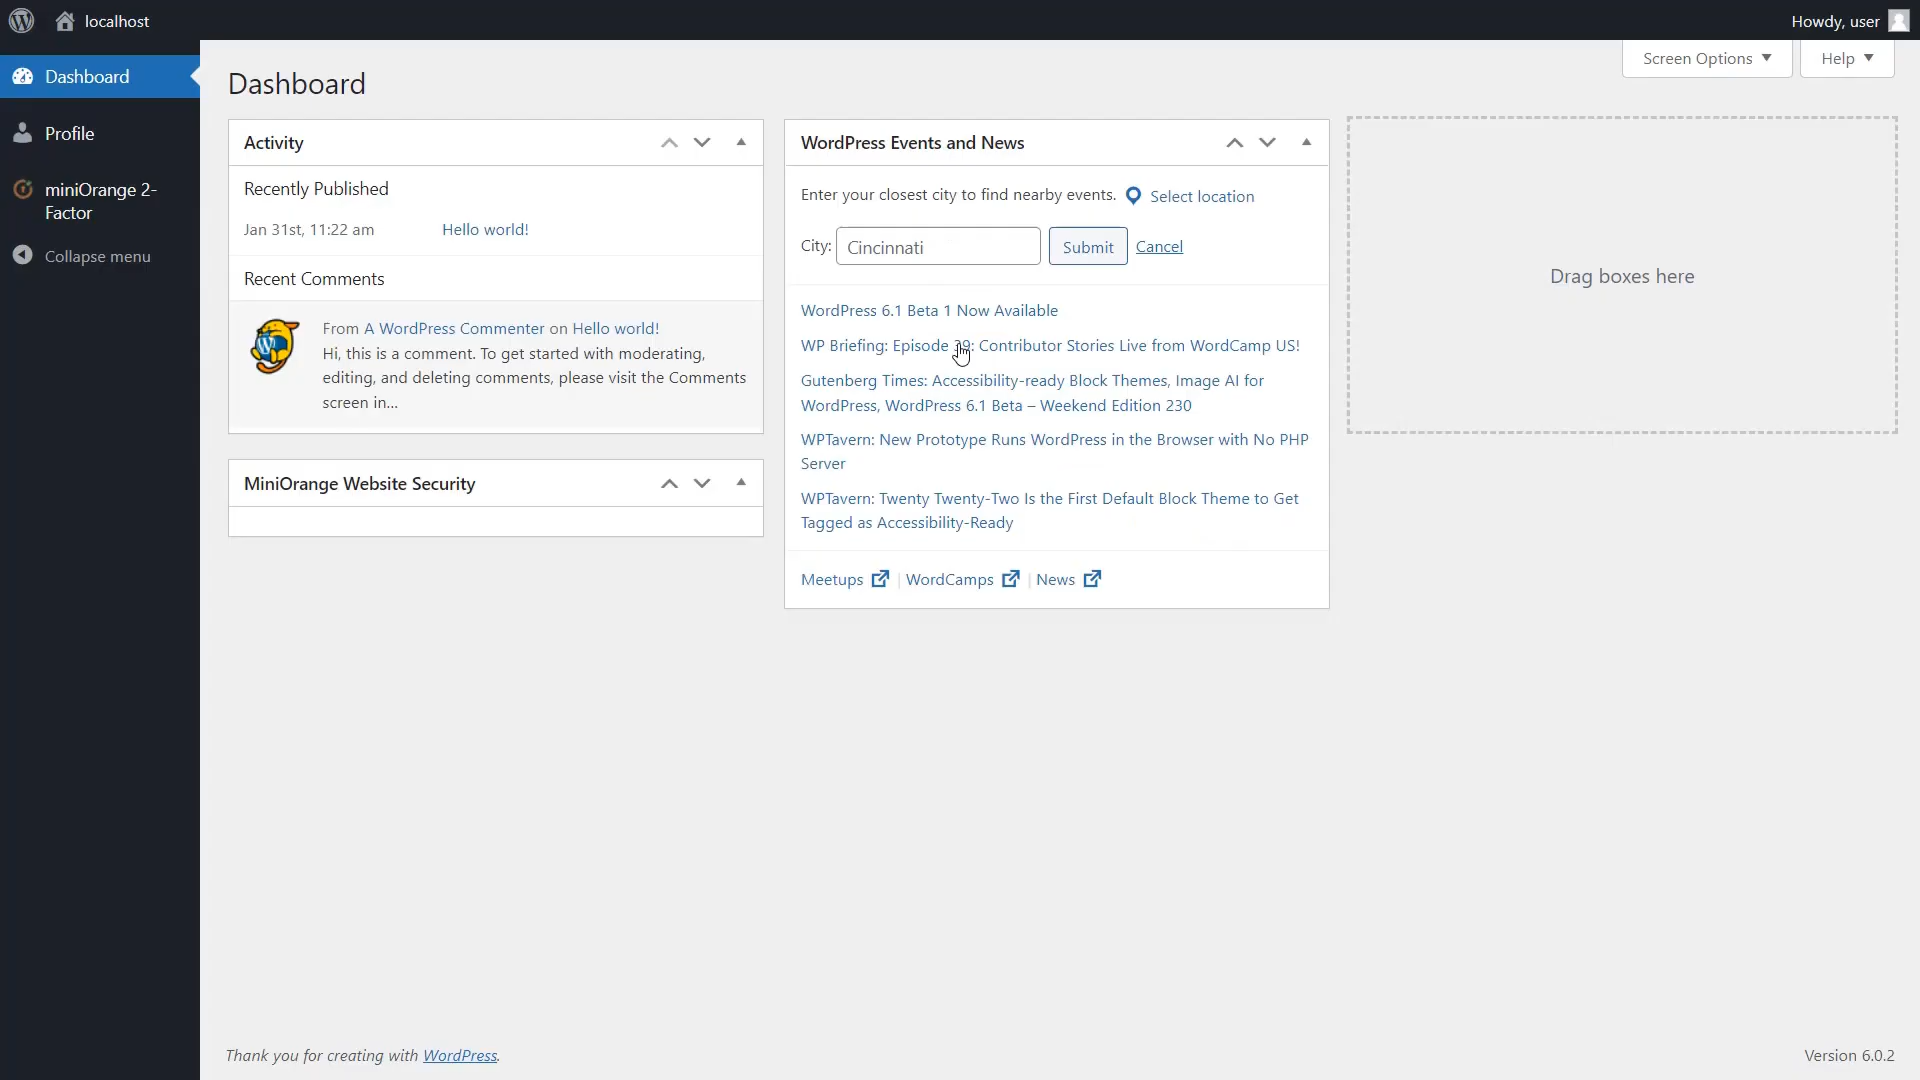 localhost
Howdy, user
Dashboard
Profile
miniOrange 2-
Factor
Collapse menu
Screen Options
Help
Dashboard
Activity
Recently Published
Jan 31st, 11:22 am Hello world!
Recent Comments
From A WordPress Commenter on Hello world!
Hi, this is a comment. To get started with moderating,
editing, and deleting comments, please visit the Comments
screen in...
MiniOrange Website Security
WordPress Events and News
Enter your closest city to find nearby events. Select location
City: Cincinnati Submit Cancel
WordPress 6.1 Beta 1 Now Available
WP Briefing: Episode 39: Contributor Stories Live from WordCamp US!
Gutenberg Times: Accessibility-ready Block Themes, Image AI for
WordPress, WordPress 6.1 Beta – Weekend Edition 230
WPTavern: New Prototype Runs WordPress in the Browser with No PHP
Server
WPTavern: Twenty Twenty-Two Is the First Default Block Theme to Get
Tagged as Accessibility-Ready
Meetups | WordCamps | News
Drag boxes here
Thank you for creating with WordPress.
Version 6.0.2